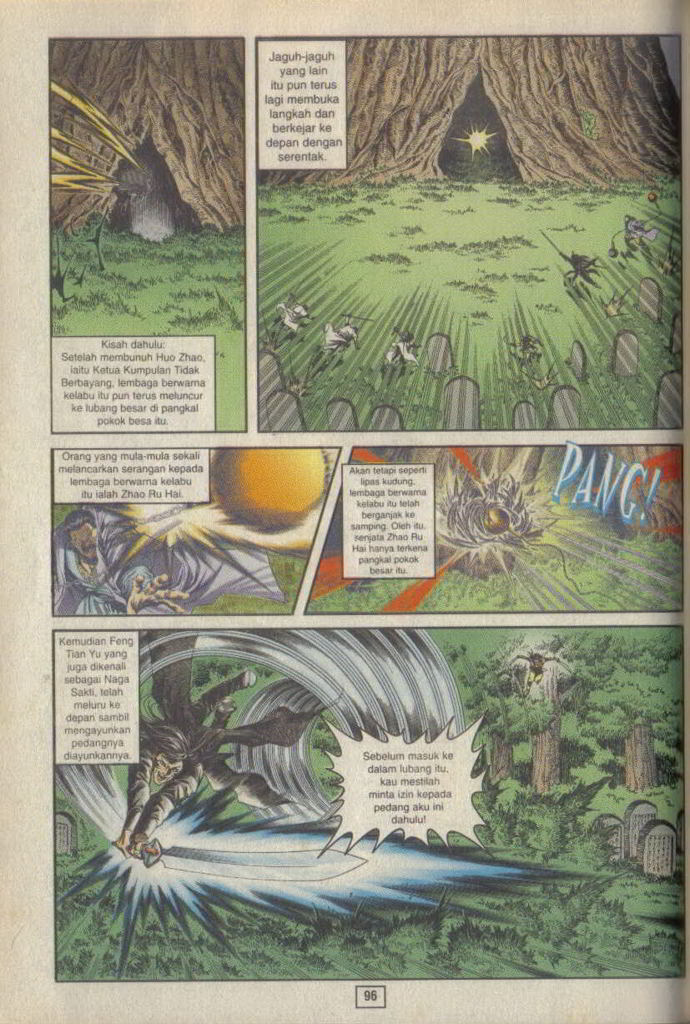 Kisah dahulu:
Setelah membunuh Huo Zhao,
iaitu Ketua Kumpulan Tidak
Berbayang, lembaga berwarna
kelabu itu pun terus meluncur
ke lubang besar di pangkal
pokok besa itu.
Jaguh-jaguh
yang lain
itu pun terus
lagi membuka
langkah dan
berkejar ke
depan dengan
serentak.
Orang yang mula-mula sekali
melancarkan serangan kepada
lembaga berwarna kelabu
itu ialah Zhao Ru Hai.
Akan tetapi seperti
lipas kudung,
lembaga berwarna
kelabu itu telah
berganjak ke
samping. Oleh itu,
senjata Zhao Ru
Hai hanya terkena
pangkal pokok
besar itu.
PANG!
Kemudian Feng
Tian Yu yang
juga dikenali
sebagai Naga
Sakti, telah
meluru ke
depan sambil
mengayunkan
pedangnya
diayunkannya.
Sebelum masuk ke
dalam lubang itu,
kau mestilah
minta izin kepada
pedang aku ini
dahulu!
96